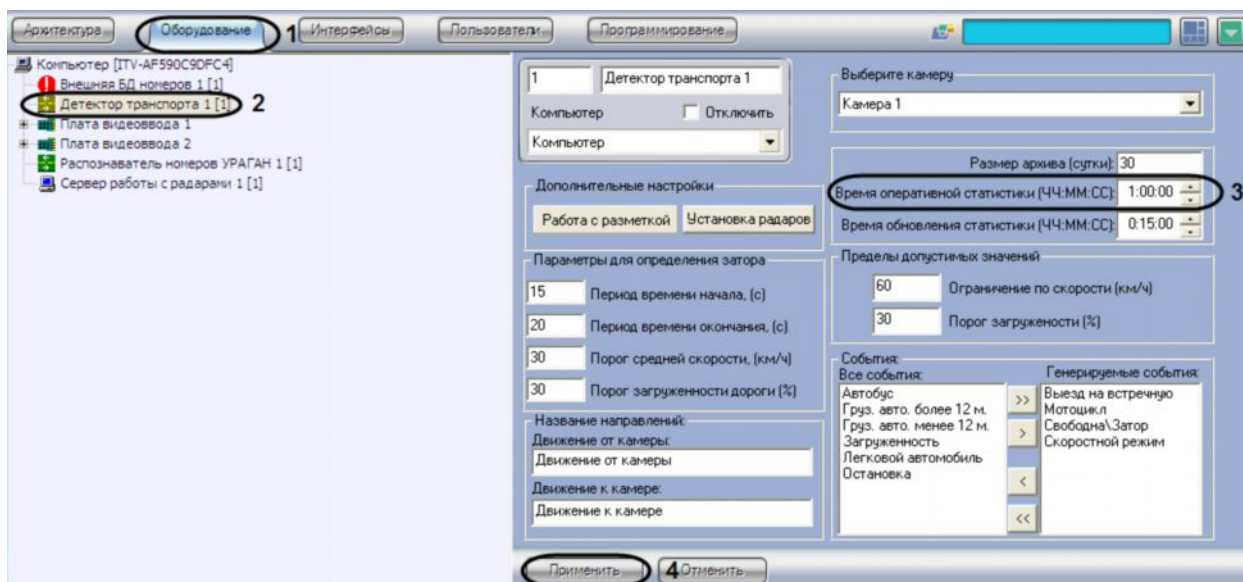 Архитектура Оборудование 1 Интерфейсы Пользователи Программирование
Компьютер [ITV-AF590C9DFC4]
Внешняя БД номеров 1 [1]
Детектор транспорта 1 [1] 2
Плата видеоввода 1
Плата видеоввода 2
Распознаватель номеров УРАГАН 1 [1]
Сервер работы с радарами 1 [1]
1 Детектор транспорта 1
Компьютер Отключить
Компьютер
Дополнительные настройки
Работа с разметкой Установка радаров
Параметры для определения затора
15 Период времени начала, (с)
20 Период времени окончания, (с)
30 Порог средней скорости, (км/ч)
30 Порог загруженности дороги (%)
Название направлений:
Движение от камеры:
Движение от камеры
Движение к камере:
Движение к камере
Выберите камеру
Камера 1
Размер архива (сутки): 30
Время оперативной статистики (ЧЧ:ММ:СС): 1:00:00 3
Время обновления статистики (ЧЧ:ММ:СС): 0:15:00
Пределы допустимых значений
60 Ограничение по скорости (км/ч)
30 Порог загружености (%)
События:
Все события:
Автобус
Груз. авто. более 12 м.
Груз. авто. менее 12 м.
Загруженность
Легковой автомобиль
Остановка
>>
>
<
<<
Генерируемые события:
Выезд на встречную
Мотоцикл
Свободна\Затор
Скоростной режим
Применить 4 Отменить